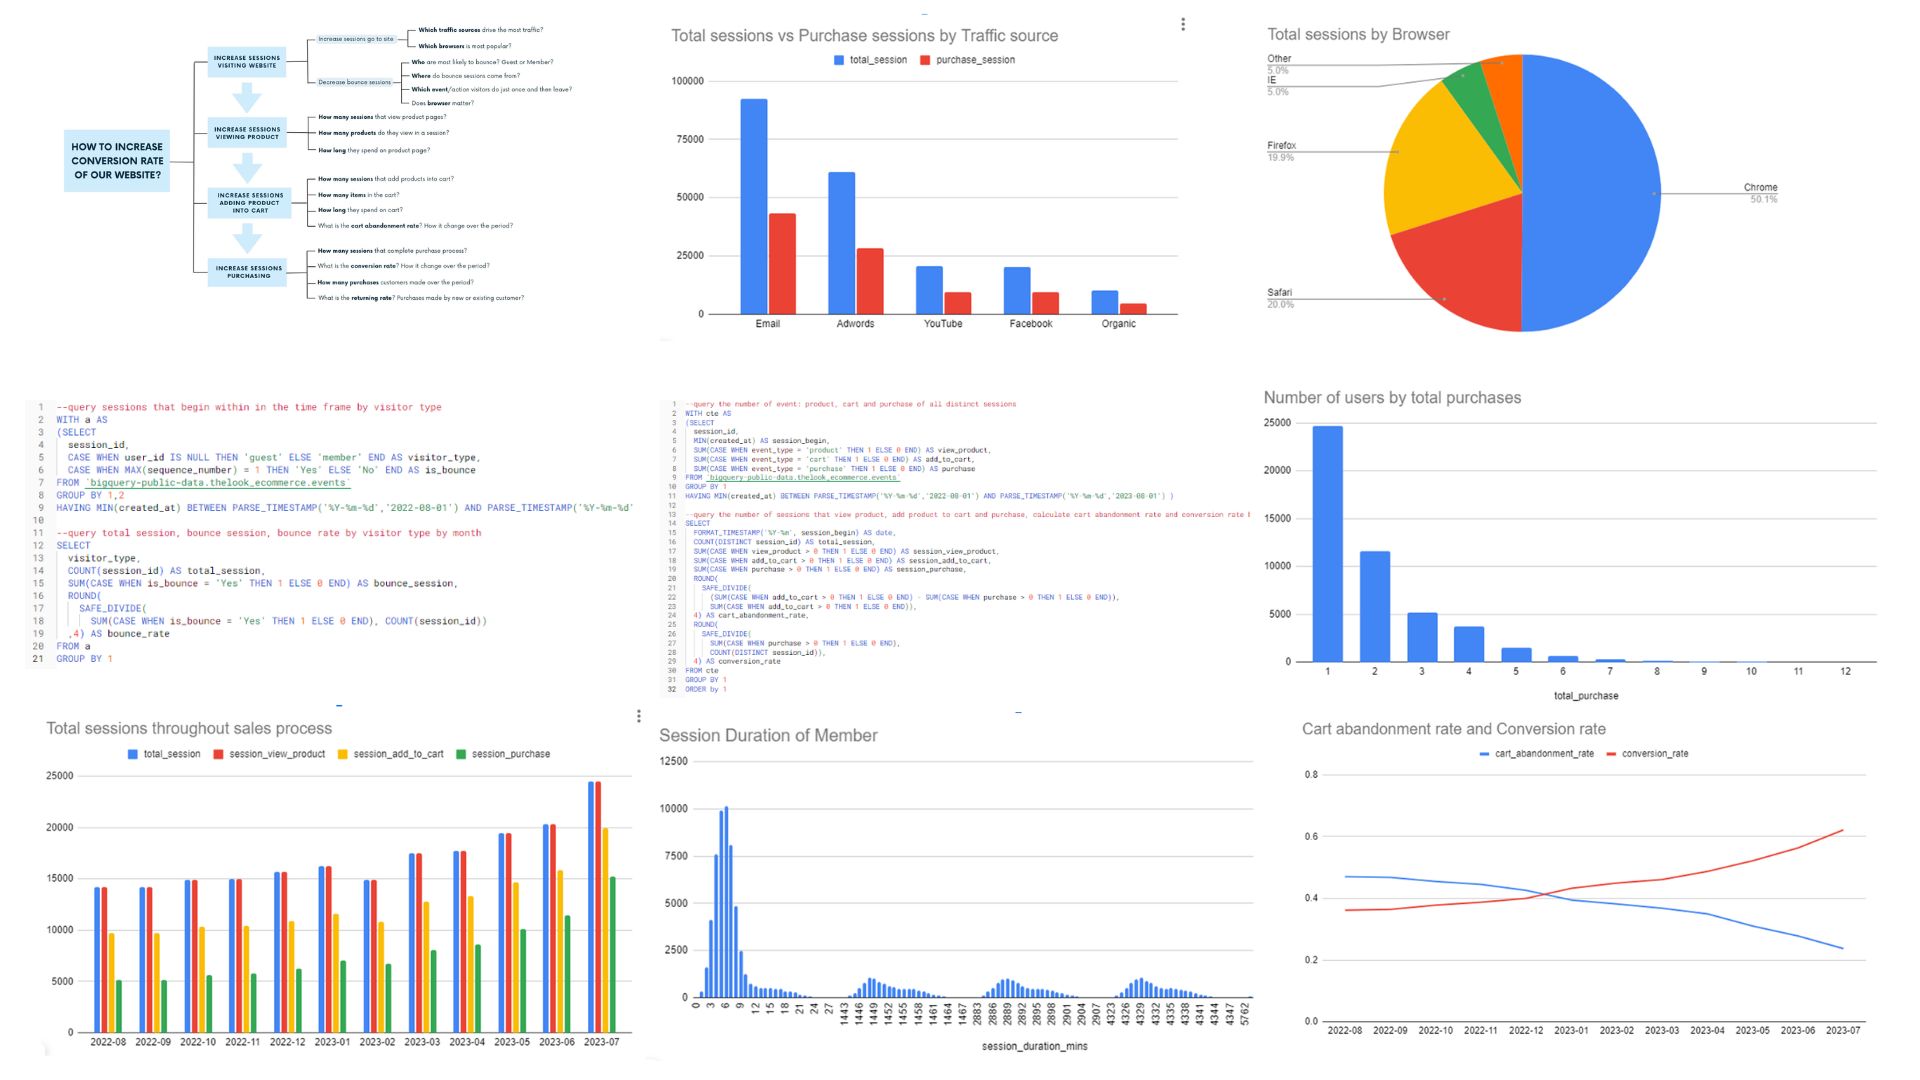 HOW TO INCREASE
CONVERSION RATE
OF OUR WEBSITE?
INCREASE SESSIONS
VISITING WEBSITE
Increase sessions go to site
Which traffic sources drive the most traffic?
Which browsers is most popular?
Decrease bounce sessions
Who are most likely to bounce? Guest or Member?
Where do bounce sessions come from?
Which event/action visitors do just once and then leave?
Does browser matter?
INCREASE SESSIONS
VIEWING PRODUCT
How many sessions that view product pages?
How many products do they view in a session?
How long they spend on product page?
INCREASE SESSIONS
ADDING PRODUCT
INTO CART
How many sessions that add products into cart?
How many items in the cart?
How long they spend on cart?
What is the cart abandonment rate? How it change over the period?
INCREASE SESSIONS
PURCHASING
How many sessions that complete purchase process?
What is the conversion rate? How it change over the period?
How many purchases customers made over the period?
What is the returning rate? Purchases made by new or existing customer?
Total sessions vs Purchase sessions by Traffic source
total_session purchase_session
100000
75000
50000
25000
0
Email Adwords YouTube Facebook Organic
Total sessions by Browser
Other
5.0%
IE
5.0%
Firefox
19.9%
Safari
20.0%
Chrome
50.1%
1 --query sessions that begin within in the time frame by visitor type
2 WITH a AS
3 (SELECT
4 session_id,
5 CASE WHEN user_id IS NULL THEN 'guest' ELSE 'member' END AS visitor_type,
6 CASE WHEN MAX(sequence_number) = 1 THEN 'Yes' ELSE 'No' END AS is_bounce
7 FROM `bigquery-public-data.thelook_ecommerce.events`
8 GROUP BY 1,2
9 HAVING MIN(created_at) BETWEEN PARSE_TIMESTAMP('%Y-%m-%d','2022-08-01') AND PARSE_TIMESTAMP('%Y-%m-%d'
10
11 --query total session, bounce session, bounce rate by visitor type by month
12 SELECT
13 visitor_type,
14 COUNT(session_id) AS total_session,
15 SUM(CASE WHEN is_bounce = 'Yes' THEN 1 ELSE 0 END) AS bounce_session,
16 ROUND(
17 SAFE_DIVIDE(
18 SUM(CASE WHEN is_bounce = 'Yes' THEN 1 ELSE 0 END), COUNT(session_id))
19 ,4) AS bounce_rate
20 FROM a
21 GROUP BY 1
1 --query the number of event: product, cart and purchase of all distinct sessions
2 WITH cte AS
3 (SELECT
4 session_id,
5 MIN(created_at) AS session_begin,
6 SUM(CASE WHEN event_type = 'product' THEN 1 ELSE 0 END) AS view_product,
7 SUM(CASE WHEN event_type = 'cart' THEN 1 ELSE 0 END) AS add_to_cart,
8 SUM(CASE WHEN event_type = 'purchase' THEN 1 ELSE 0 END) AS purchase
9 FROM `bigquery-public-data.thelook_ecommerce.events`
10 GROUP BY 1
11 HAVING MIN(created_at) BETWEEN PARSE_TIMESTAMP('%Y-%m-%d','2022-08-01') AND PARSE_TIMESTAMP('%Y-%m-%d','2023-08-01') )
12
13 --query the number of sessions that view product, add product to cart and purchase, calculate cart abandonment rate and conversion rate
14 SELECT
15 FORMAT_TIMESTAMP('%Y-%m', session_begin) AS date,
16 COUNT(DISTINCT session_id) AS total_session,
17 SUM(CASE WHEN view_product > 0 THEN 1 ELSE 0 END) AS session_view_product,
18 SUM(CASE WHEN add_to_cart > 0 THEN 1 ELSE 0 END) AS session_add_to_cart,
19 SUM(CASE WHEN purchase > 0 THEN 1 ELSE 0 END) AS session_purchase,
20 ROUND(
21 SAFE_DIVIDE(
22 (SUM(CASE WHEN add_to_cart > 0 THEN 1 ELSE 0 END) - SUM(CASE WHEN purchase > 0 THEN 1 ELSE 0 END)),
23 SUM(CASE WHEN add_to_cart > 0 THEN 1 ELSE 0 END)),
24 4) AS cart_abandonment_rate,
25 ROUND(
26 SAFE_DIVIDE(
27 SUM(CASE WHEN purchase > 0 THEN 1 ELSE 0 END),
28 COUNT(DISTINCT session_id)),
29 4) AS conversion_rate
30 FROM cte
31 GROUP BY 1
32 ORDER by 1
Number of users by total purchases
25000
20000
15000
10000
5000
0
1 2 3 4 5 6 7 8 9 10 11 12
total_purchase
Total sessions throughout sales process
total_session session_view_product session_add_to_cart session_purchase
25000
20000
15000
10000
5000
0
2022-08 2022-09 2022-10 2022-11 2022-12 2023-01 2023-02 2023-03 2023-04 2023-05 2023-06 2023-07
Session Duration of Member
12500
10000
7500
5000
2500
0
0 3 6 9 12 15 18 21 24 27 1443 1446 1449 1452 1455 1458 1461 1464 1467 2883 2886 2889 2892 2895 2898 2901 2904 2907 4323 4326 4329 4332 4335 4338 4341 4344 4347 5762
session_duration_mins
Cart abandonment rate and Conversion rate
cart_abandonment_rate conversion_rate
0.8
0.6
0.4
0.2
0.0
2022-08 2022-09 2022-10 2022-11 2022-12 2023-01 2023-02 2023-03 2023-04 2023-05 2023-06 2023-07